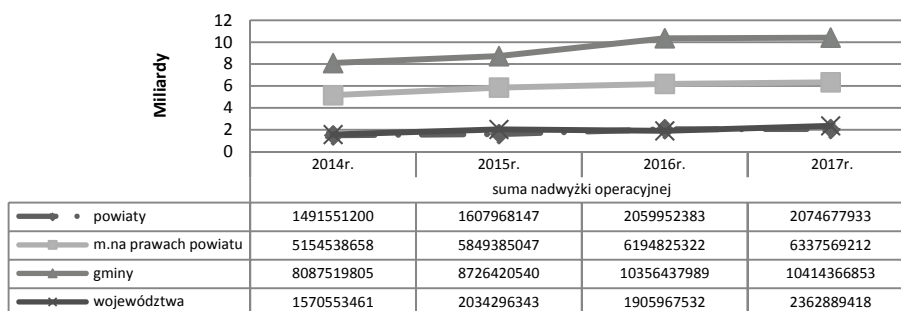 Miliardy
12
10
8
6
4
2
0
2014r. 2015r. 2016r. 2017r.
suma nadwyżki operacyjnej
powiaty 1491551200 1607968147 2059952383 2074677933
m.na prawach powiatu 5154538658 5849385047 6194825322 6337569212
gminy 8087519805 8726420540 10356437989 10414366853
województwa 1570553461 2034296343 1905967532 2362889418